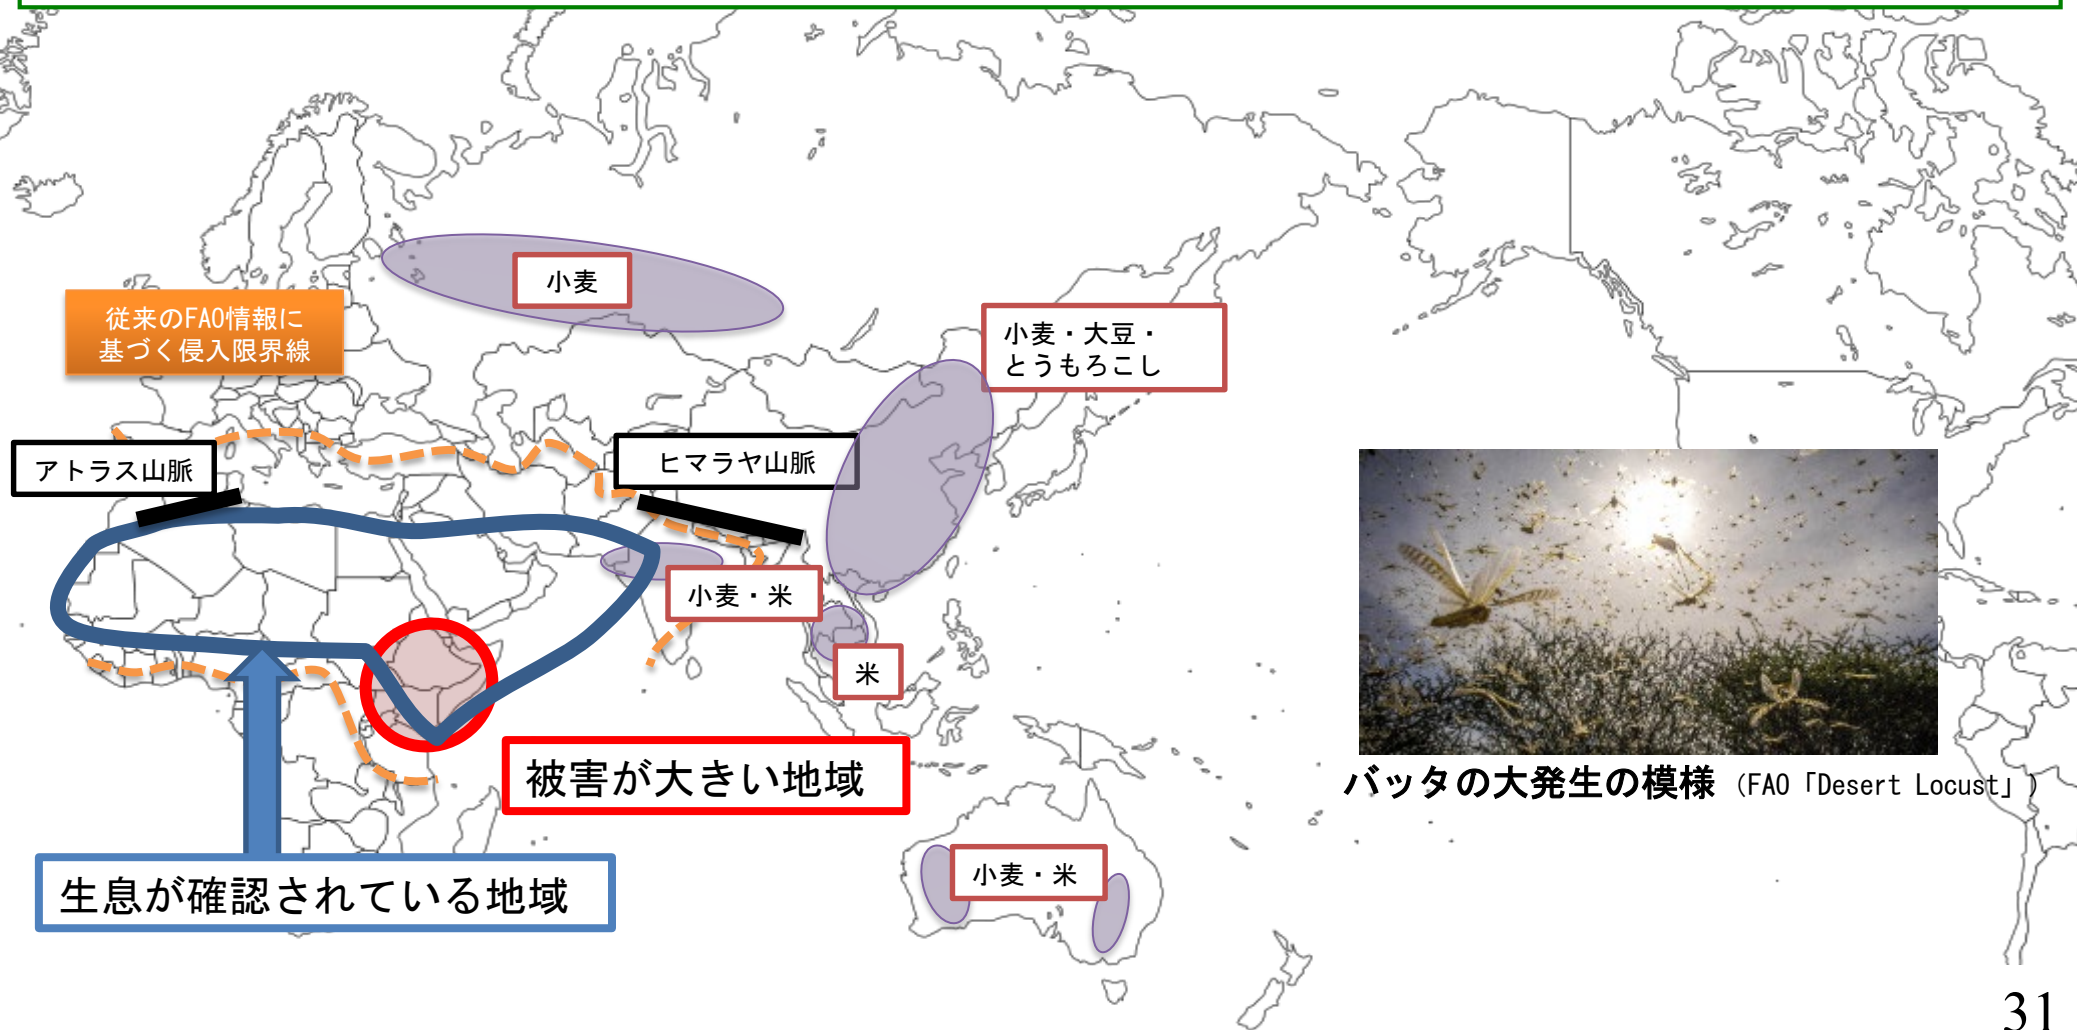 小麦
従来のFAO情報に
基づく侵入限界線
小麦・大豆・
とうもろこし
アトラス山脈
ヒマラヤ山脈
小麦・米
米
被害が大きい地域
バッタの大発生の模様（FAO「Desert Locust」）
生息が確認されている地域
小麦・米
31